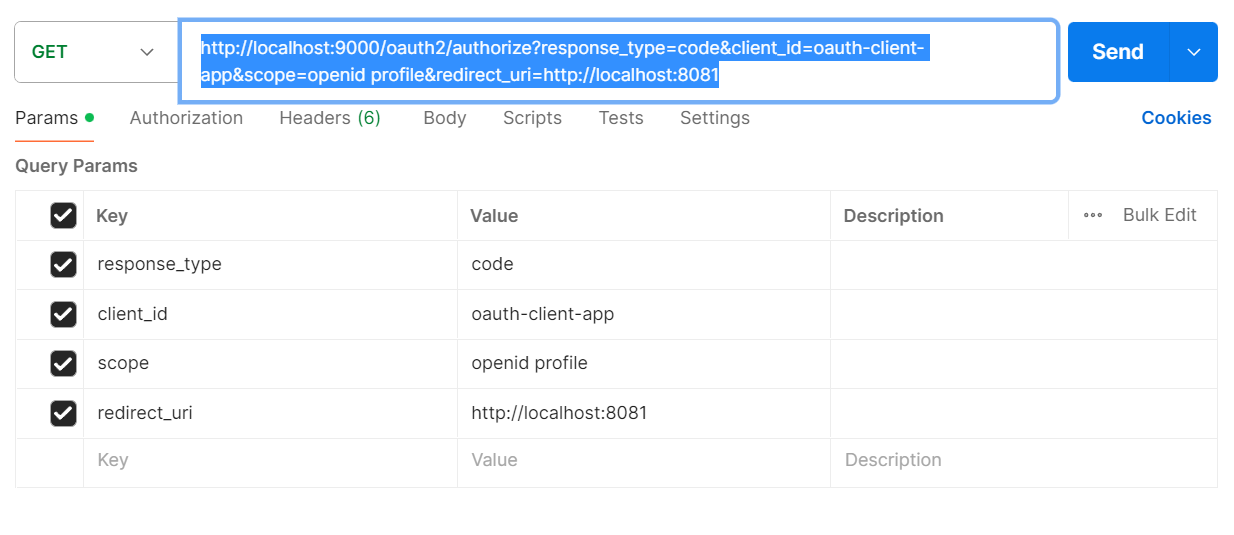 GET
http://localhost:9000/oauth2/authorize?response_type=code&client_id=oauth-client-
app&scope=openid profile&redirect_uri=http://localhost:8081
Send
Params Authorization Headers (6) Body Scripts Tests Settings Cookies
Query Params
Key Value Description Bulk Edit
response_type code
client_id oauth-client-app
scope openid profile
redirect_uri http://localhost:8081
Key Value Description